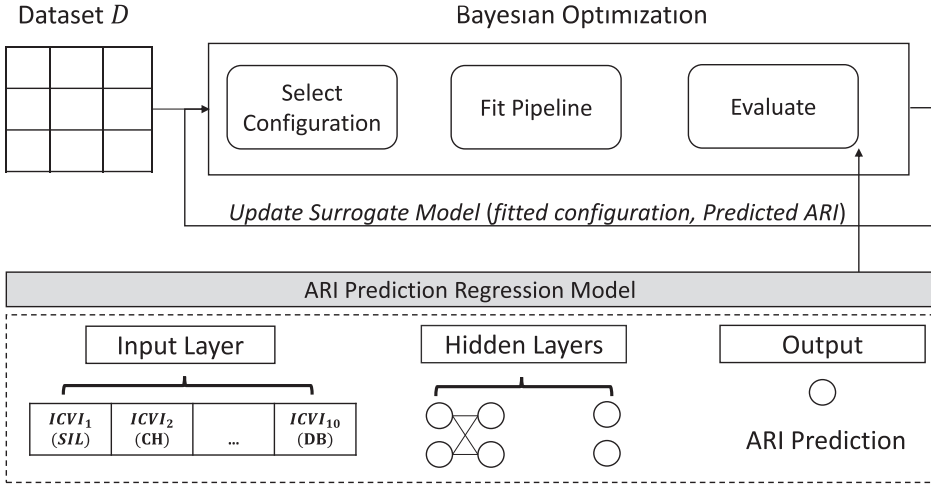 Dataset D
Bayesian Optimization
Select
Configuration
Fit Pipeline
Evaluate
Update Surrogate Model (fitted configuration, Predicted ARI)
ARI Prediction Regression Model
Input Layer
Hidden Layers
Output
ICVI₁
(SIL)
ICVI₂
(CH)
...
ICVI₁₀
(DB)
ARI Prediction